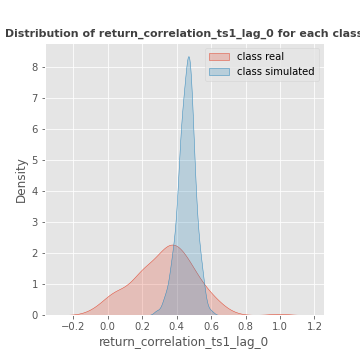 Distribution of return_correlation_ts1_lag_0 for each class
class real
class simulated
8
7
6
5
4
3
2
1
0
Density
−0.2 0.0 0.2 0.4 0.6 0.8 1.0 1.2
return_correlation_ts1_lag_0